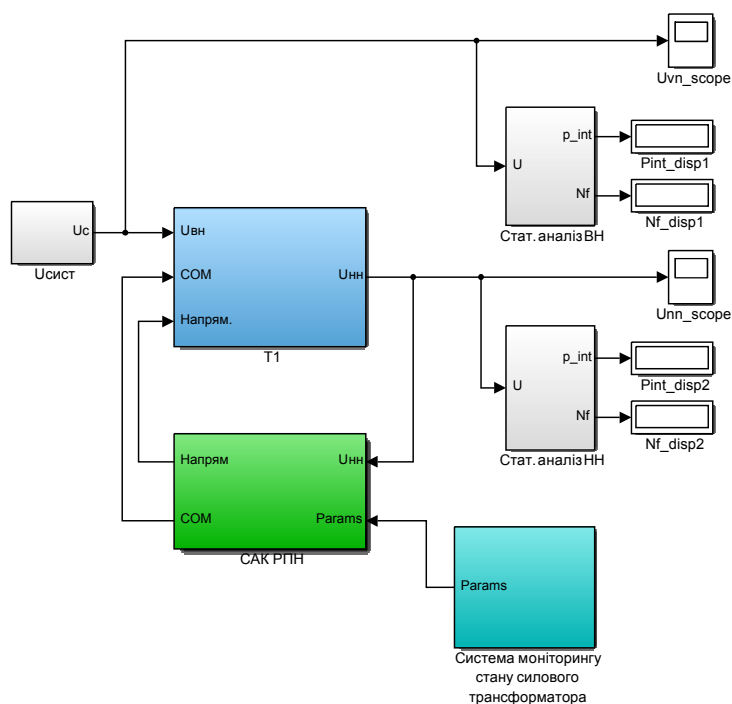 Uvn_scope
p_int
U
Pint_disp1
Nf
Nf_disp1
Стат. аналіз ВН
Uс
Uсист
Uвн
COM
Uнн
Напрям.
T1
Unn_scope
p_int
U
Pint_disp2
Nf
Nf_disp2
Стат. аналіз НН
Напрям
Uнн
COM
Params
САК РПН
Params
Система моніторингу
стану силового
трансформатора